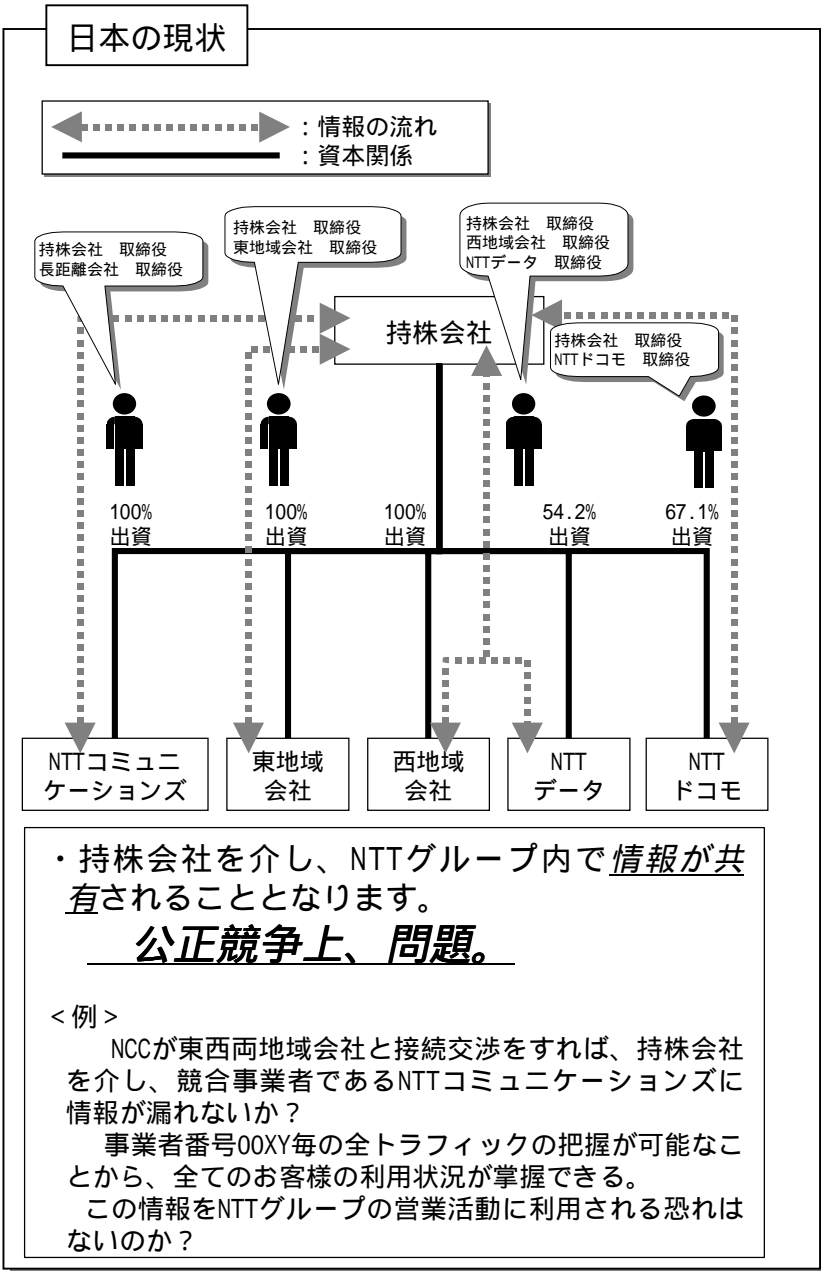 日本の現状
：情報の流れ
：資本関係
持株会社　取締役
長距離会社　取締役
持株会社　取締役
東地域会社　取締役
持株会社　取締役
西地域会社　取締役
NTTデータ　取締役
持株会社　取締役
NTTドコモ　取締役
持株会社
100%
出資
100%
出資
100%
出資
54.2%
出資
67.1%
出資
NTTコミュニ
ケーションズ
東地域
会社
西地域
会社
NTT
データ
NTT
ドコモ
・持株会社を介し、NTTグループ内で情報が共
有されることとなります。
公正競争上、問題。
<例>
NCCが東西両地域会社と接続交渉をすれば、持株会社
を介し、競合事業者であるNTTコミュニケーションズに
情報が漏れないか？
事業者番号00XY毎の全トラフィックの把握が可能なこ
とから、全てのお客様の利用状況が掌握できる。
この情報をNTTグループの営業活動に利用される恐れは
ないのか？